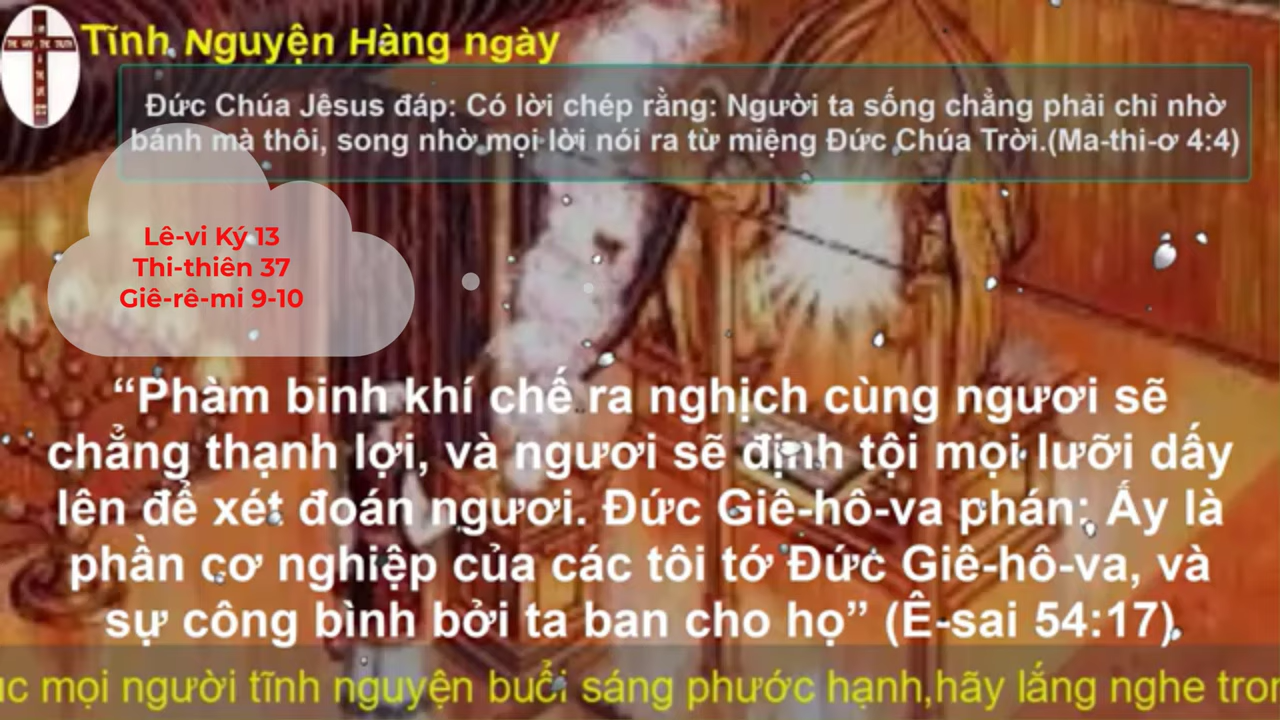 Tĩnh Nguyện Hàng ngày
Đức Chúa Jêsus đáp: Có lời chép rằng: Người ta sống chẳng phải chỉ nhờ
bánh mà thôi, song nhờ mọi lời nói ra từ miệng Đức Chúa Trời.(Ma-thi-ơ 4:4)
Lê-vi Ký 13
Thi-thiên 37
Giê-rê-mi 9-10
“Phàm binh khí chế ra nghịch cùng ngươi sẽ
chẳng thạnh lợi, và ngươi sẽ định tội mọi lưỡi dấy
lên để xét đoán ngươi. Đức Giê-hô-va phán: Ấy là
phần cơ nghiệp của các tôi tớ Đức Giê-hô-va, và
sự công bình bởi ta ban cho họ” (Ê-sai 54:17)
mọi người tĩnh nguyện buổi sáng phước hạnh,hãy lắng nghe